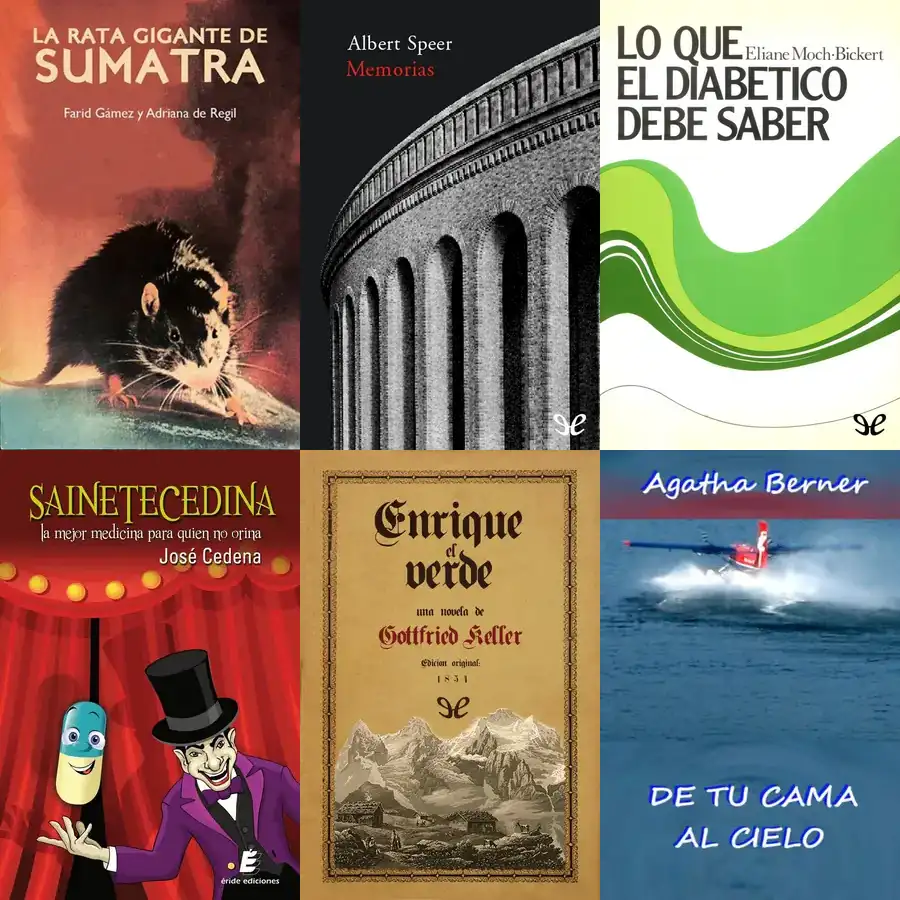 LA RATA GIGANTE DE
SUMATRA
Farid Gámez y Adriana de Regil
Albert Speer
Memorias
LO QUE
Eliane Moch-Bickert
EL DIABETICO
DEBE SABER
SAINETECEDINA
la mejor medicina para quien no orina
José Cedena
éride ediciones
Enrique
el
verde
una novela de
Gottfried Keller
Edicion original:
1854
Agatha Berner
DE TU CAMA
AL CIELO